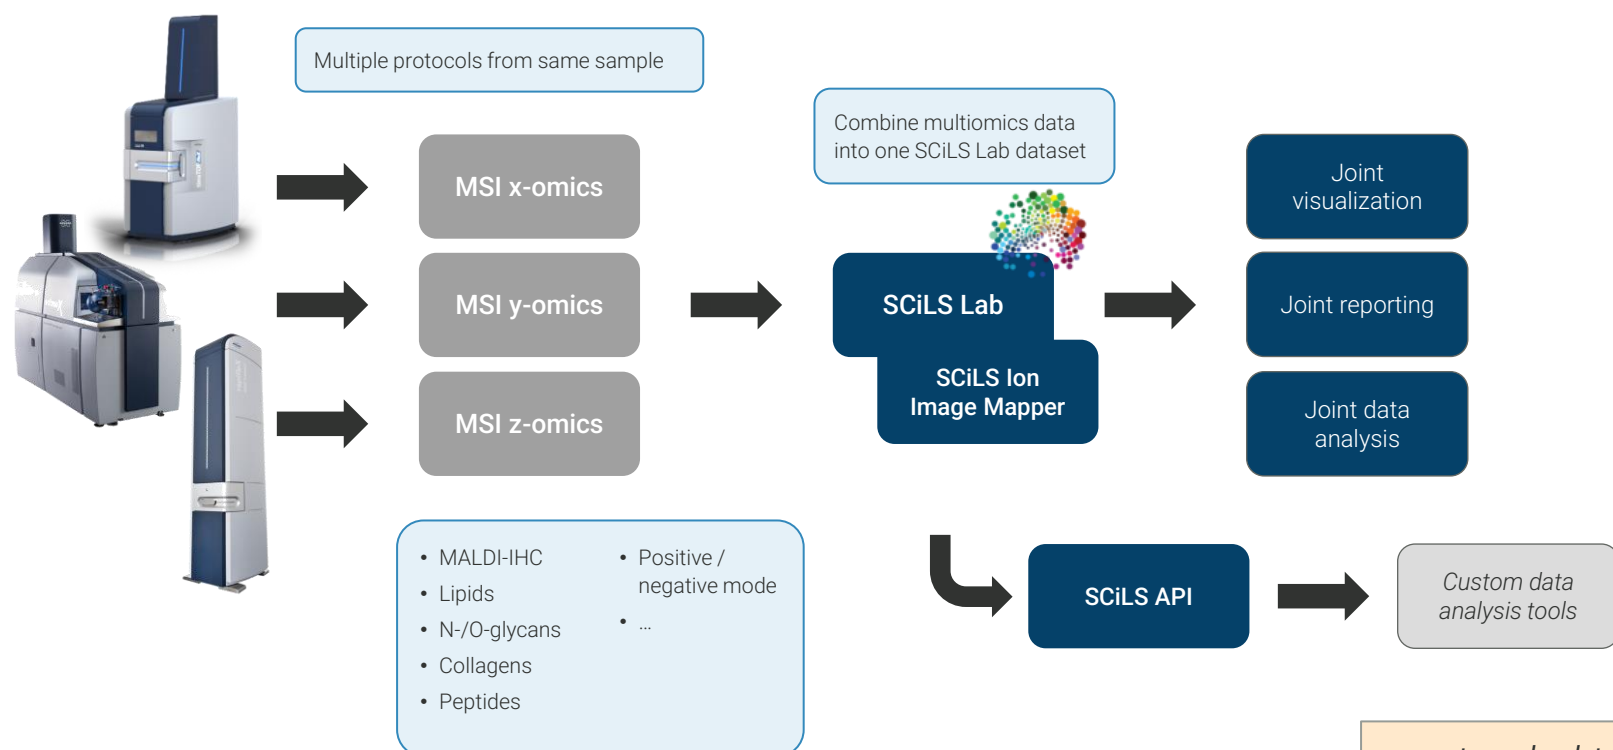 Multiple protocols from same sample
Combine multiomics data
into one SCiLS Lab dataset
MSI x-omics
MSI y-omics
MSI z-omics
SCiLS Lab
SCiLS Ion
Image Mapper
Joint
visualization
Joint reporting
Joint data
analysis
• MALDI-IHC
• Lipids
• N-/O-glycans
• Collagens
• Peptides
• Positive /
negative mode
• ...
SCiLS API
Custom data
analysis tools